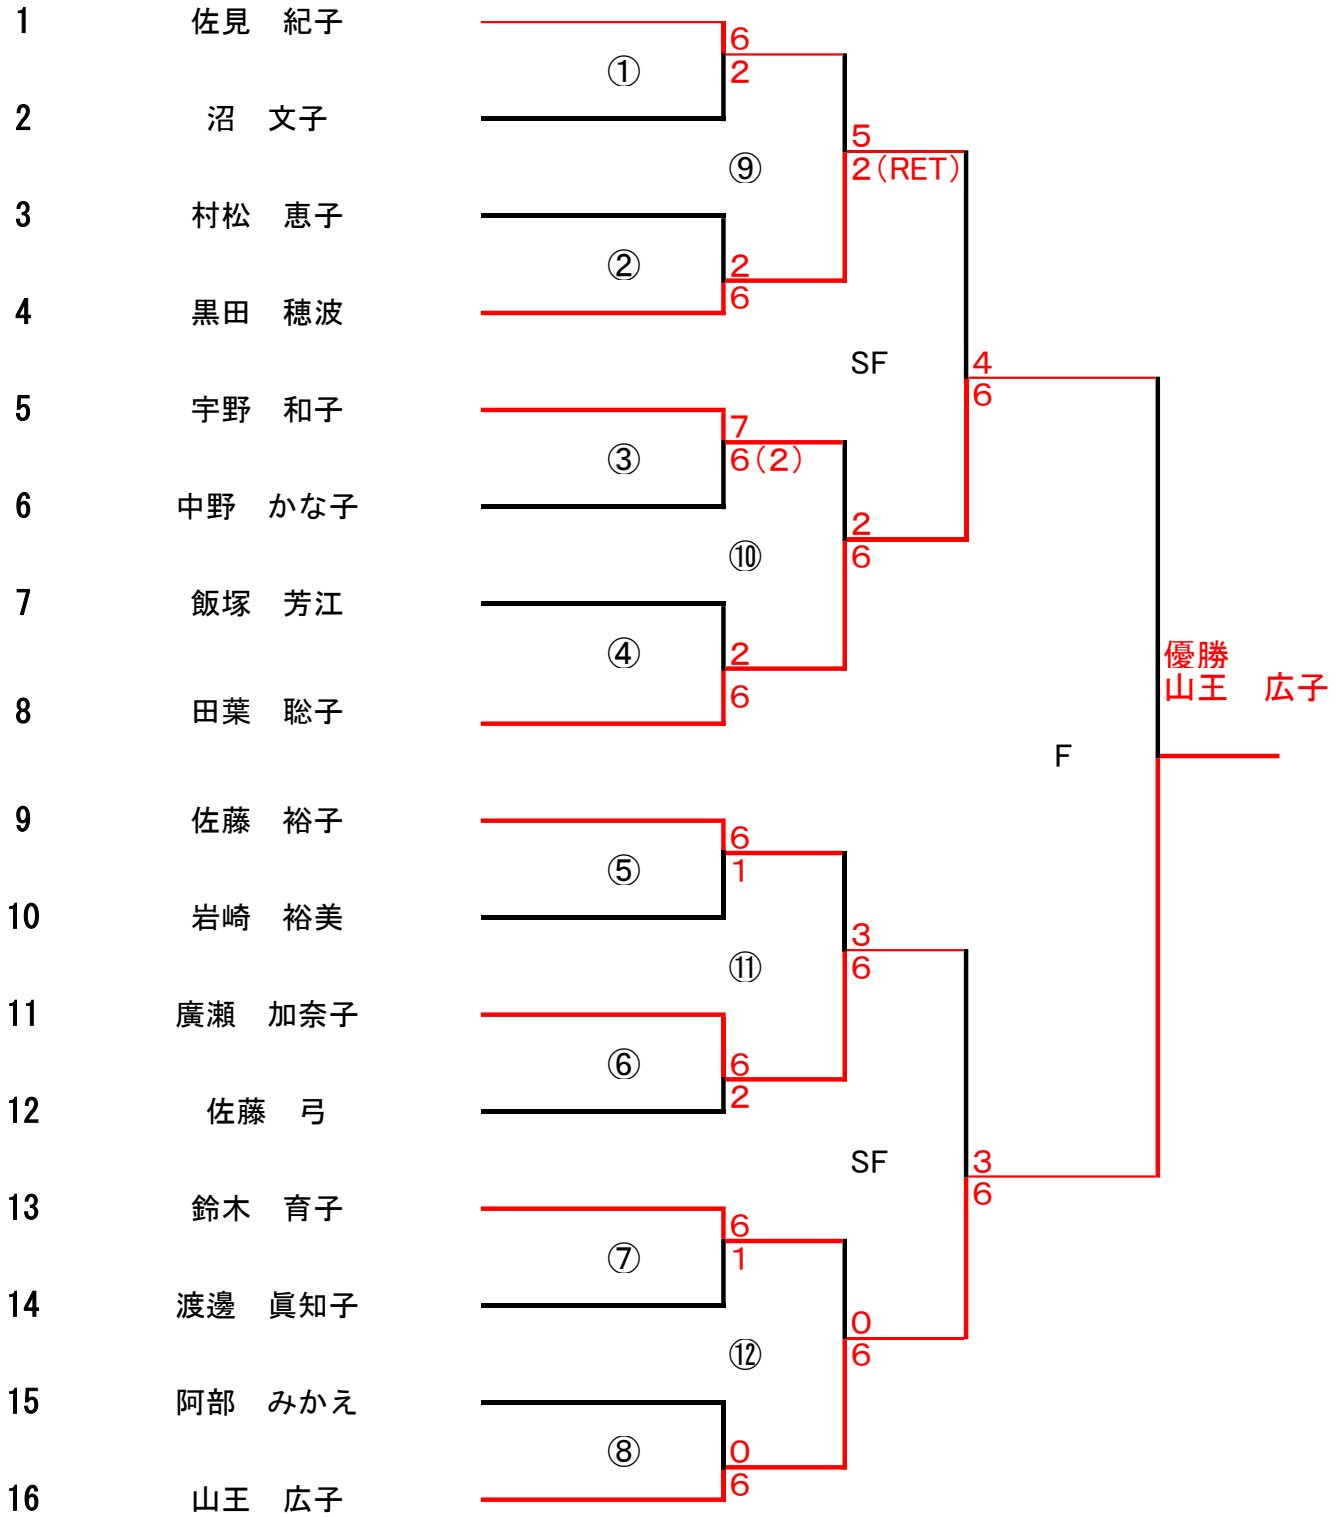 1 佐見　紀子
6
① 2
2 沼　文子
5
⑨ 2(RET)
3 村松　恵子
② 2
6
4 黒田　穂波
SF 4
6
5 宇野　和子
7
③ 6(2)
6 中野　かな子
2
⑩ 6
7 飯塚　芳江
④ 2
6
8 田葉　聡子
優勝
山王　広子
F
9 佐藤　裕子
6
⑤ 1
10 岩崎　裕美
3
⑪ 6
11 廣瀬　加奈子
⑥ 6
2
12 佐藤　弓
SF 3
6
13 鈴木　育子
6
⑦ 1
14 渡邊　眞知子
0
⑫ 6
15 阿部　みかえ
⑧ 0
6
16 山王　広子